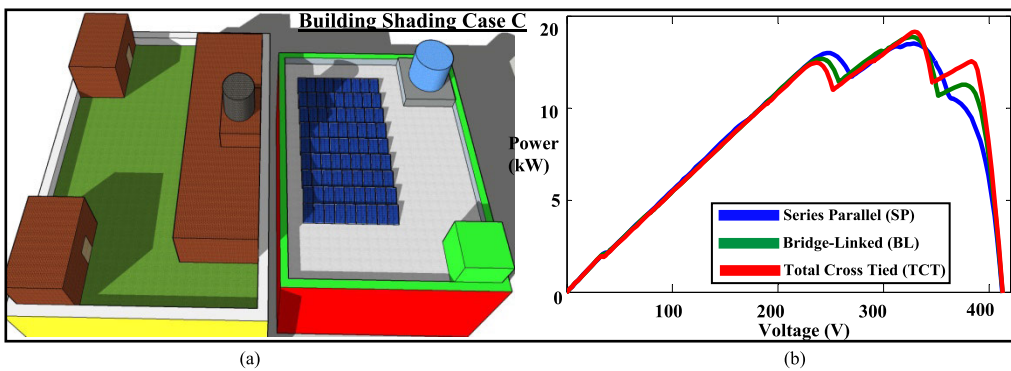 Building Shading Case C
20
10
5
0
Power
(kW)
Series Parallel (SP)
Bridge-Linked (BL)
Total Cross Tied (TCT)
100
200
300
400
Voltage (V)
(a)
(b)